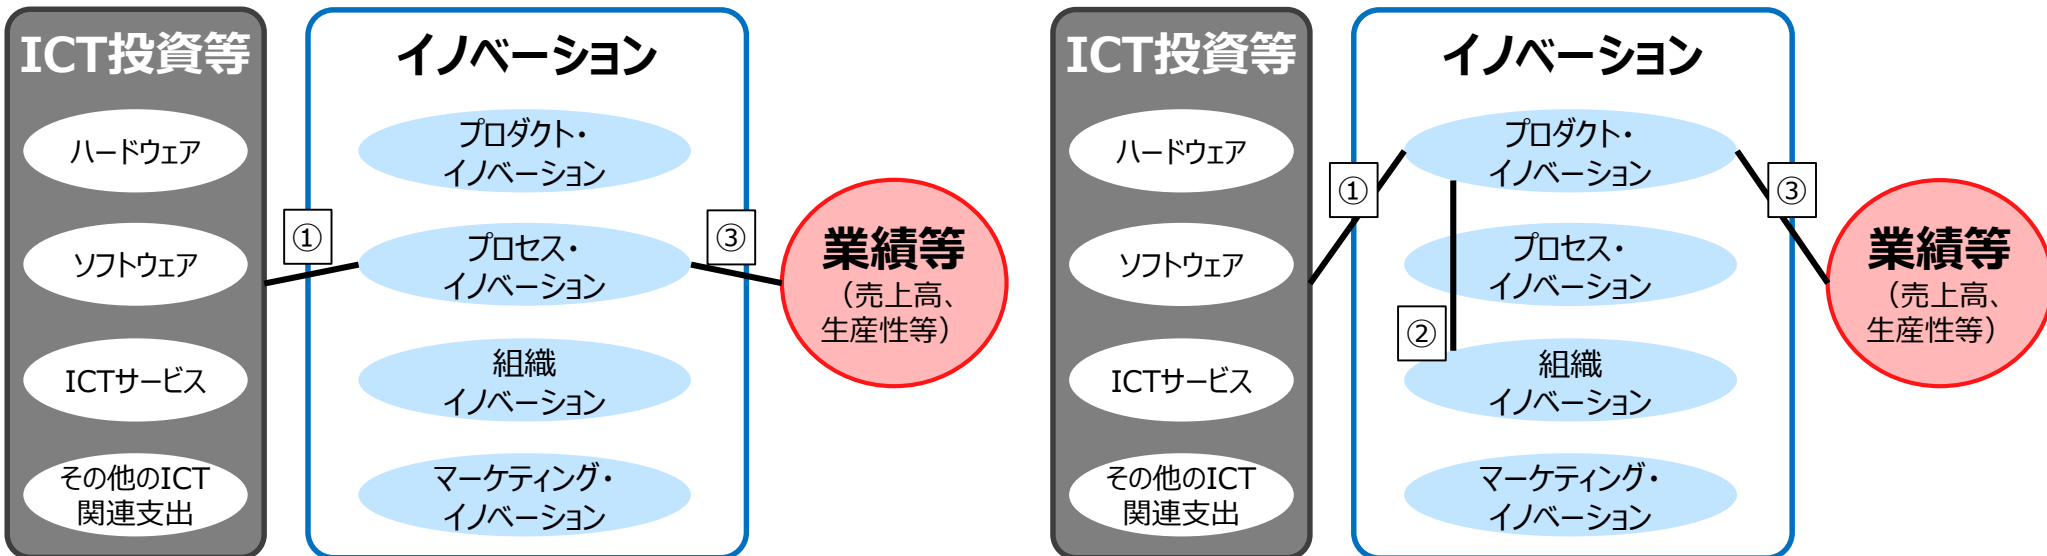 ICT投資等
ハードウェア
ソフトウェア
ICTサービス
その他のICT
関連支出
①
イノベーション
プロダクト・
イノベーション
プロセス・
イノベーション
組織
イノベーション
マーケティング・
イノベーション
③
業績等
（売上高、
生産性等）
ICT投資等
ハードウェア
ソフトウェア
ICTサービス
その他のICT
関連支出
①
イノベーション
プロダクト・
イノベーション
プロセス・
イノベーション
②
組織
イノベーション
マーケティング・
イノベーション
③
業績等
（売上高、
生産性等）